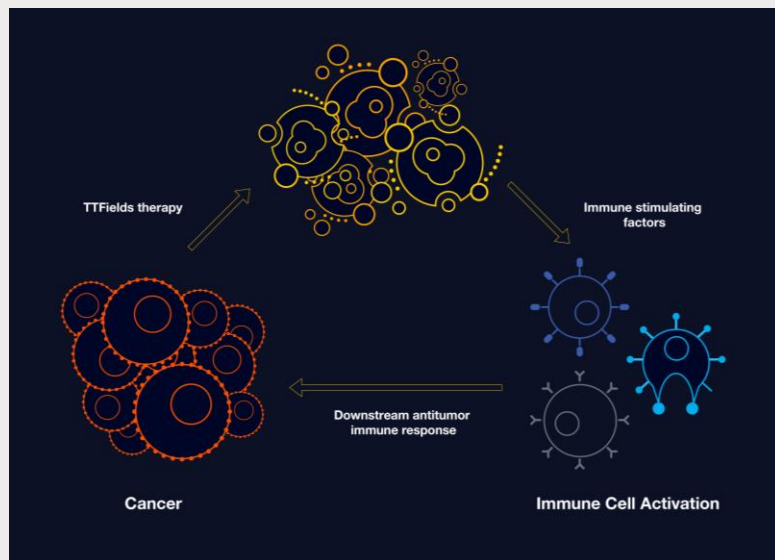 TTFields therapy
Immune stimulating
factors
Downstream antitumor
immune response
Cancer
Immune Cell Activation